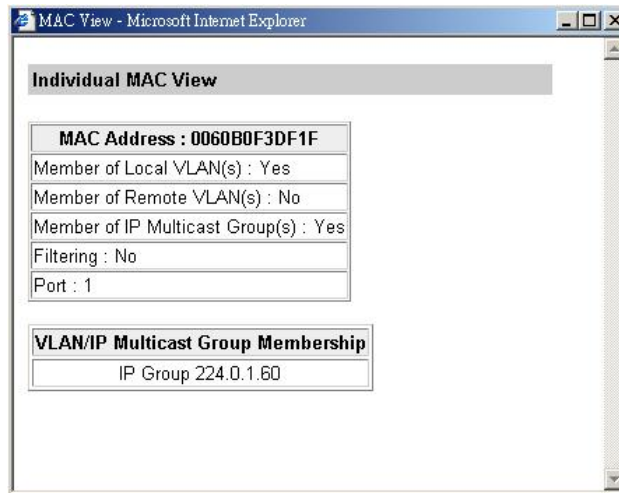 MAC View - Microsoft Internet Explorer
Individual MAC View
MAC Address : 0060B0F3DF1F
Member of Local VLAN(s) : Yes
Member of Remote VLAN(s) : No
Member of IP Multicast Group(s) : Yes
Filtering : No
Port : 1
VLAN/IP Multicast Group Membership
IP Group 224.0.1.60